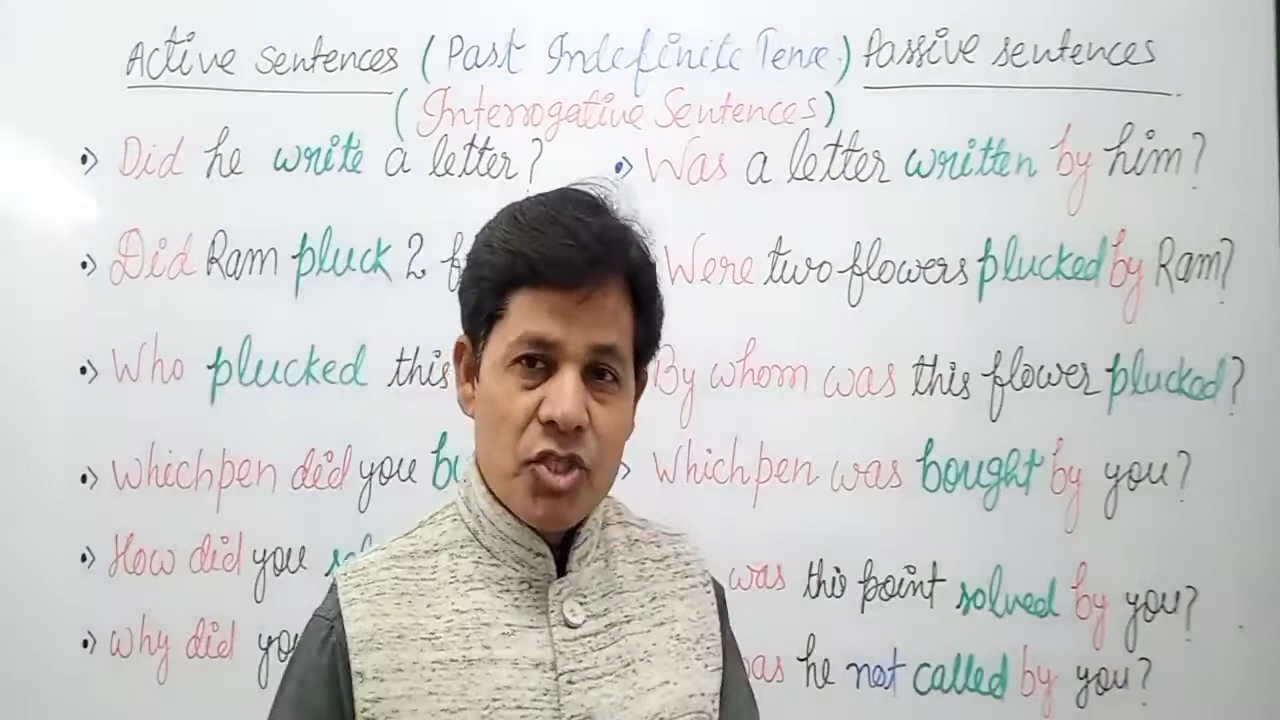 Active Sentences (Past Indefinite Tense.) Passive sentences
(Interrogative Sentences)
Did he write a letter? Was a letter written by him?
Did Ram pluck 2 Were two flowers plucked by Ram?
Who plucked this By whom was this flower plucked?
Which pen did you Which pen was bought by you?
How did you was this point solved by you?
Why did he not called by you?